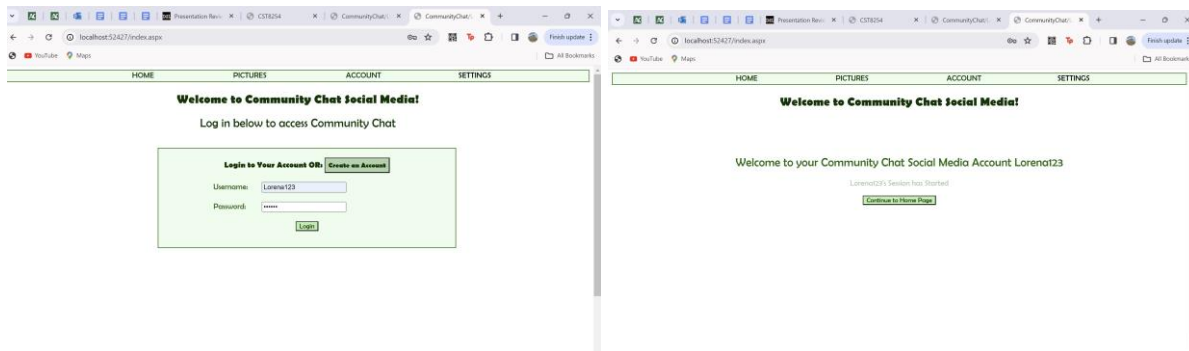 Presentation Revi
CST8254
CommunityChat/
CommunityChat/
localhost:52427/index.aspx
Finish update
YouTube
Maps
All Bookmarks
HOME
PICTURES
ACCOUNT
SETTINGS
Welcome to Community Chat Social Media!
Log in below to access Community Chat
Login to Your Account OR: Create an Account
Username: Lorena123
Password: ••••••
Login
CST8254
CommunityChat/
CommunityChat/
localhost:52427/index.aspx
Finish update
YouTube
Maps
All Bookmark
HOME
PICTURES
ACCOUNT
SETTINGS
Welcome to Community Chat Social Media!
Welcome to your Community Chat Social Media Account Lorena123
Lorena123's Session has Started
Continue to Home Page